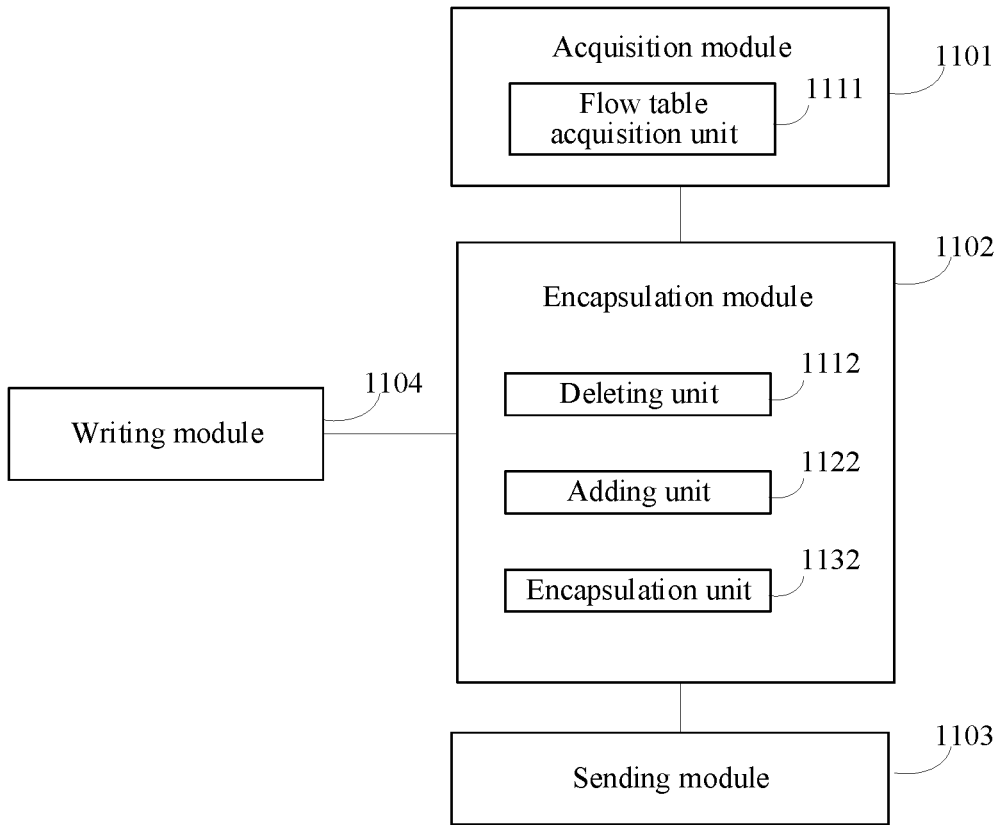 Acquisition module
1101
Flow table
acquisition unit
1111
1102
Encapsulation module
1112
Deleting unit
1104
Writing module
1122
Adding unit
1132
Encapsulation unit
1103
Sending module